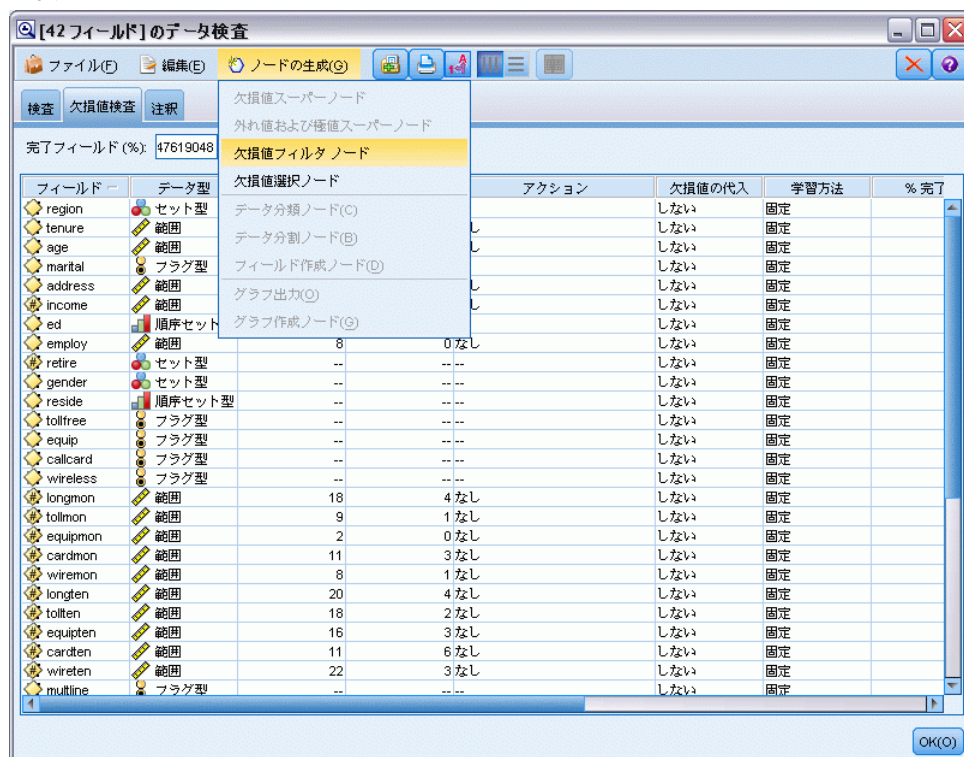 [42 フィールド] のデータ検査
ファイル(F) 編集(E) ノードの生成(G)
検査 欠損値検査 注釈
完了フィールド (%): 47619048
欠損値スーパーノード
外れ値および極値スーパーノード
欠損値フィルタ ノード
欠損値選択ノード
データ分類ノード(C)
データ分割ノード(B)
フィールド作成ノード(D)
グラフ出力(O)
グラフ作成ノード(G)
フィールド データ型 アクション 欠損値の代入 学習方法 % 完了
region セット型 しない 固定
tenure 範囲 し しない 固定
age 範囲 し しない 固定
marital フラグ型 しない 固定
address 範囲 し しない 固定
income 範囲 し しない 固定
ed 順序セット しない 固定
employ 範囲 8 0 なし しない 固定
retire セット型 -- -- -- しない 固定
gender セット型 -- -- -- しない 固定
reside 順序セット型 -- -- -- しない 固定
tollfree フラグ型 -- -- -- しない 固定
equip フラグ型 -- -- -- しない 固定
callcard フラグ型 -- -- -- しない 固定
wireless フラグ型 -- -- -- しない 固定
longmon 範囲 18 4 なし しない 固定
tollmon 範囲 9 1 なし しない 固定
equipmon 範囲 2 0 なし しない 固定
cardmon 範囲 11 3 なし しない 固定
wiremon 範囲 8 1 なし しない 固定
longten 範囲 20 4 なし しない 固定
tollten 範囲 18 2 なし しない 固定
equipten 範囲 16 3 なし しない 固定
cardten 範囲 11 6 なし しない 固定
wireten 範囲 22 3 なし しない 固定
multline フラグ型 -- -- -- しない 固定
OK(O)